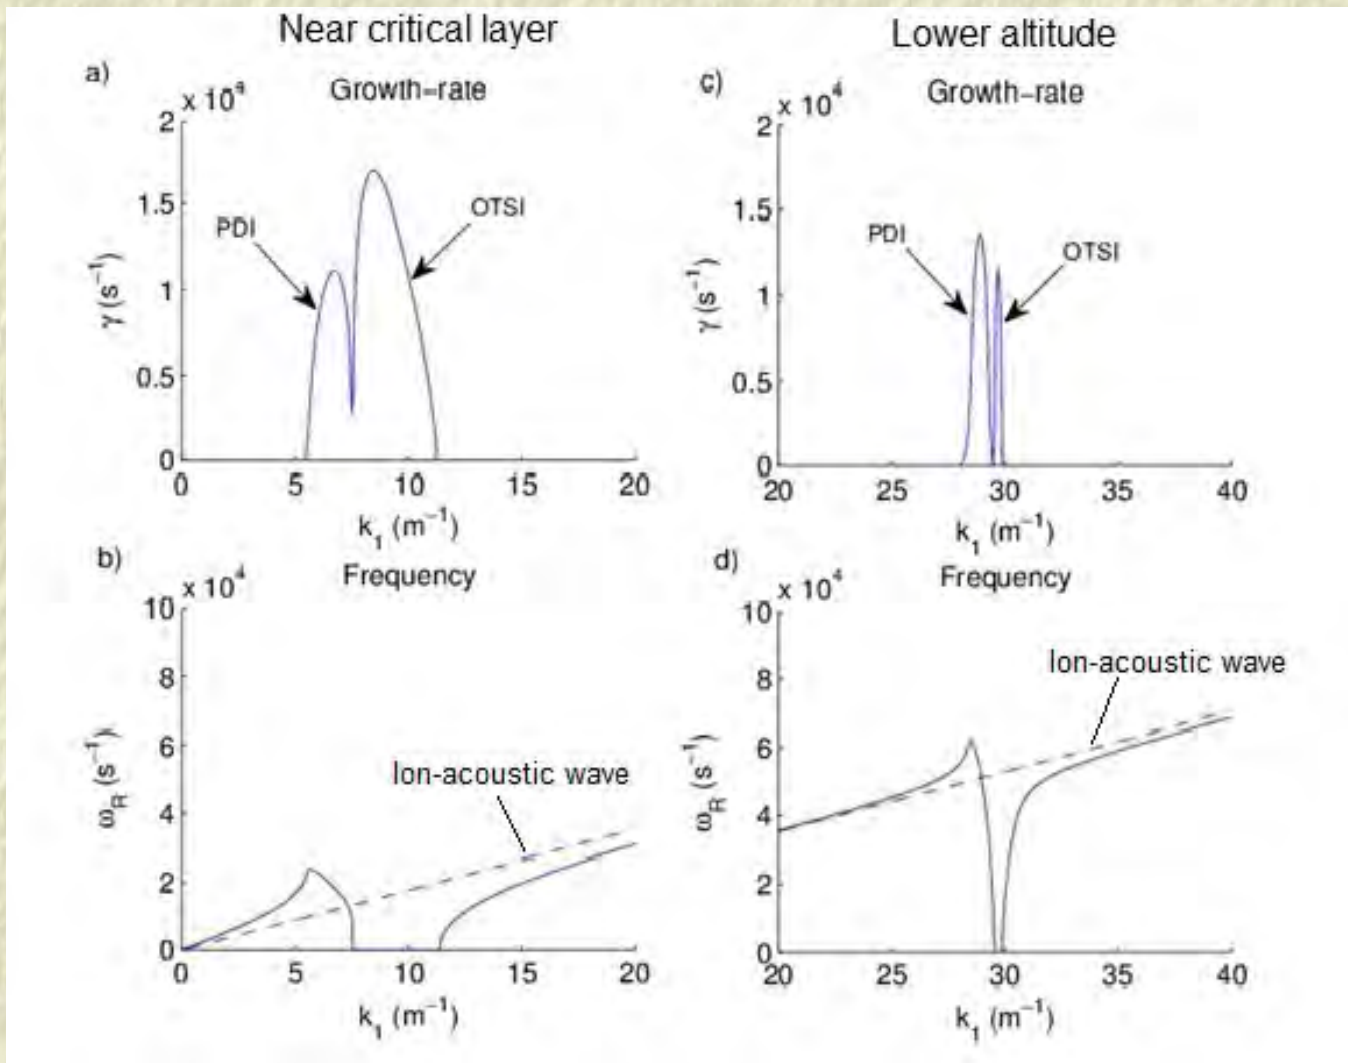 Near critical layer
a)
x 10⁴
Growth-rate
2
1.5
1
0.5
0
PDI
OTSI
γ (s⁻¹)
0 5 10 15 20
k₁ (m⁻¹)
Lower altitude
c)
x 10⁴
Growth-rate
2
1.5
1
0.5
0
PDI
OTSI
γ (s⁻¹)
20 25 30 35 40
k₁ (m⁻¹)
b)
x 10⁴
Frequency
10
8
6
4
2
0
Ion-acoustic wave
ω_R (s⁻¹)
0 5 10 15 20
k₁ (m⁻¹)
d)
x 10⁴
Frequency
10
8
6
4
2
0
Ion-acoustic wave
ω_R (s⁻¹)
20 25 30 35 40
k₁ (m⁻¹)